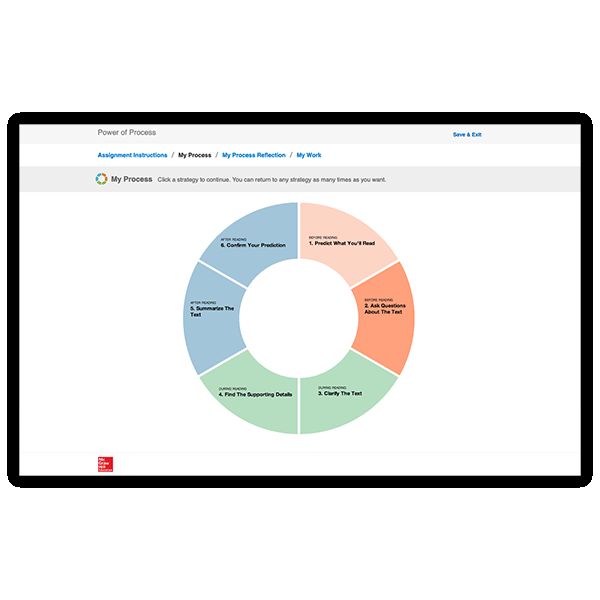 Power of Process
Save & Exit
Assignment Instructions / My Process / My Process Reflection / My Work
My Process Click a strategy to continue. You can return to any strategy as many times as you want.
BEFORE READING
1. Predict What You'll Read
BEFORE READING
2. Ask Questions
About The Text
DURING READING
3. Clarify The Text
DURING READING
4. Find The Supporting Details
AFTER READING
5. Summarize The
Text
AFTER READING
6. Confirm Your Prediction
Mc
Graw
Hill